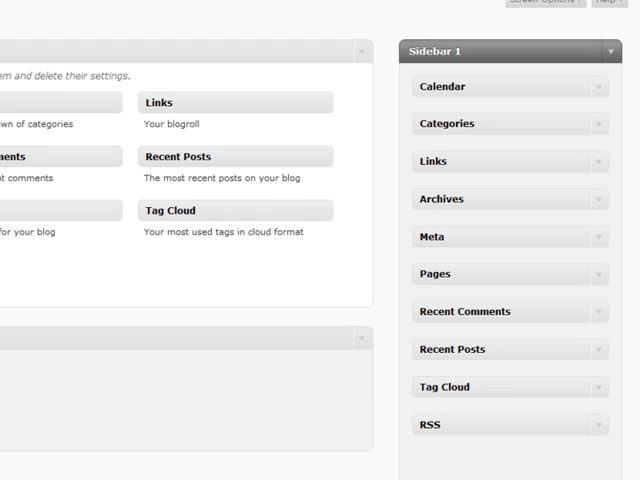 Screen Options
Help
Sidebar 1
em and delete their settings.
Links
own of categories
Your blogroll
ments
Recent Posts
nt comments
The most recent posts on your blog
Tag Cloud
for your blog
Your most used tags in cloud format
Calendar
Categories
Links
Archives
Meta
Pages
Recent Comments
Recent Posts
Tag Cloud
RSS